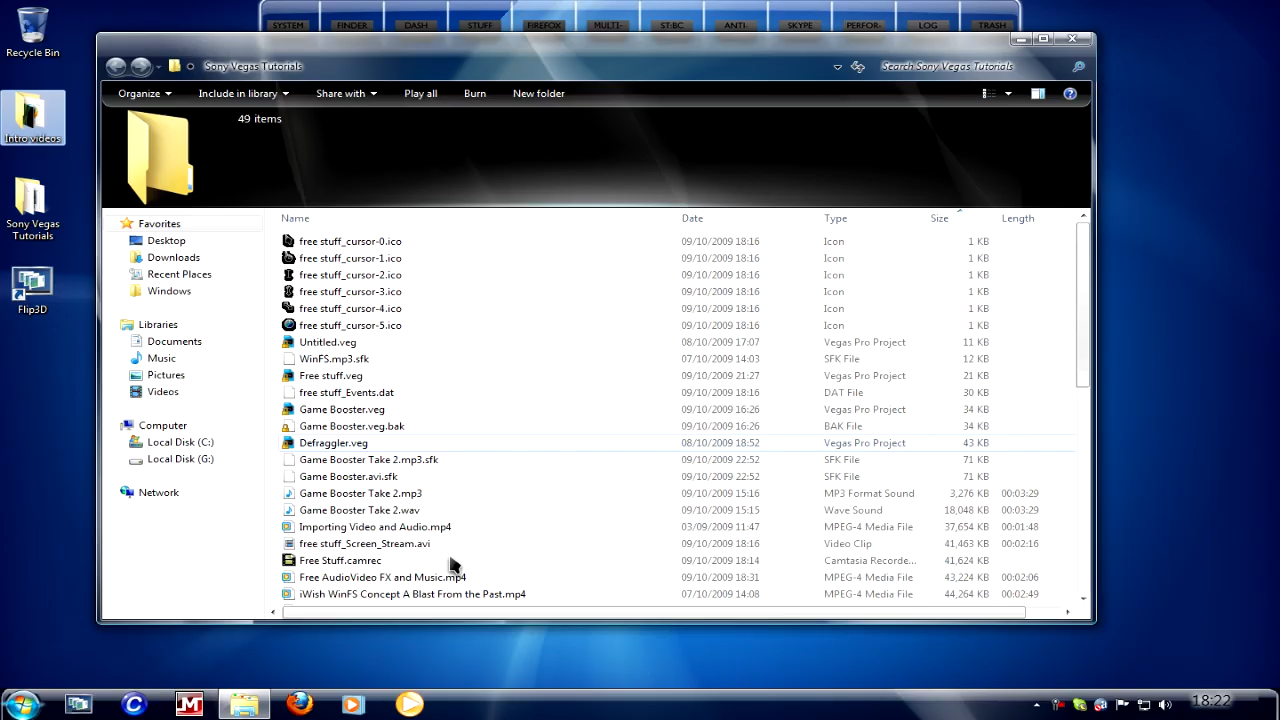 SYSTEM FINDER DASH STUFF FIREFOX MULTI- ST:EC ANTI- SKYPE PERFOR- LOG TRASH
Recycle Bin
Intro videos
Sony Vegas
Tutorials
Flip3D
Sony Vegas Tutorials
Search Sony Vegas Tutorials
Organize Include in library Share with Play all Burn New folder
49 items
Favorites
Desktop
Downloads
Recent Places
Windows
Libraries
Documents
Music
Pictures
Videos
Computer
Local Disk (C:)
Local Disk (G:)
Network
Name Date Type Size Length
free stuff_cursor-0.ico 09/10/2009 18:16 Icon 1 KB
free stuff_cursor-1.ico 09/10/2009 18:16 Icon 1 KB
free stuff_cursor-2.ico 09/10/2009 18:16 Icon 1 KB
free stuff_cursor-3.ico 09/10/2009 18:16 Icon 1 KB
free stuff_cursor-4.ico 09/10/2009 18:16 Icon 1 KB
free stuff_cursor-5.ico 09/10/2009 18:16 Icon 1 KB
Untitled.veg 08/10/2009 17:07 Vegas Pro Project 11 KB
WinFS.mp3.sfk 07/10/2009 14:03 SFK File 12 KB
Free stuff.veg 09/10/2009 21:27 Vegas Pro Project 21 KB
free stuff_Events.dat 09/10/2009 18:16 DAT File 30 KB
Game Booster.veg 09/10/2009 16:26 Vegas Pro Project 34 KB
Game Booster.veg.bak 09/10/2009 16:26 BAK File 34 KB
Defraggler.veg 08/10/2009 18:52 Vegas Pro Project 43 KB
Game Booster Take 2.mp3.sfk 09/10/2009 22:52 SFK File 71 KB
Game Booster.avi.sfk 09/10/2009 22:52 SFK File 71 KB
Game Booster Take 2.mp3 09/10/2009 15:16 MP3 Format Sound 3,276 KB 00:03:29
Game Booster Take 2.wav 09/10/2009 15:15 Wave Sound 18,048 KB 00:03:29
Importing Video and Audio.mp4 03/09/2009 11:47 MPEG-4 Media File 37,654 KB 00:01:48
free stuff_Screen_Stream.avi 09/10/2009 18:16 Video Clip 41,463 KB 00:02:16
Free Stuff.camrec 09/10/2009 18:14 Camtasia Recorde... 41,624 KB
Free AudioVideo FX and Music.mp4 09/10/2009 18:31 MPEG-4 Media File 43,224 KB 00:02:06
iWish WinFS Concept A Blast From the Past.mp4 07/10/2009 14:08 MPEG-4 Media File 44,264 KB 00:02:49
18:22